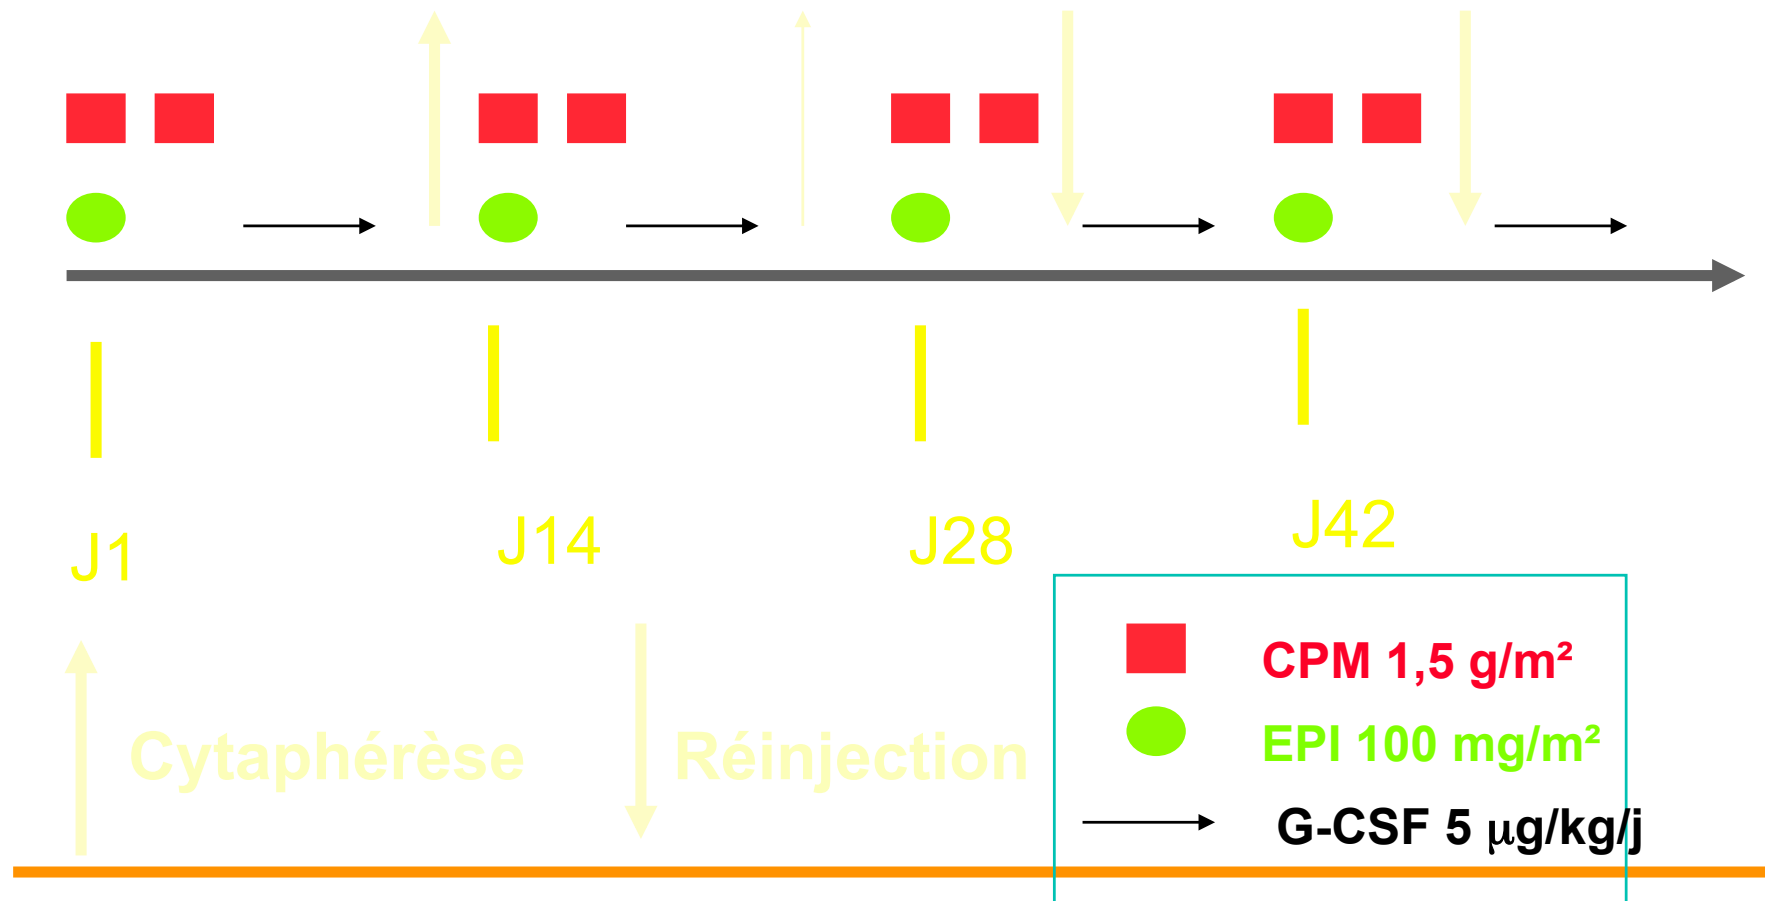 J1
J14
J28
J42
Cytaphérèse
Réinjection
CPM 1,5 g/m²
EPI 100 mg/m²
G-CSF 5 μg/kg/j